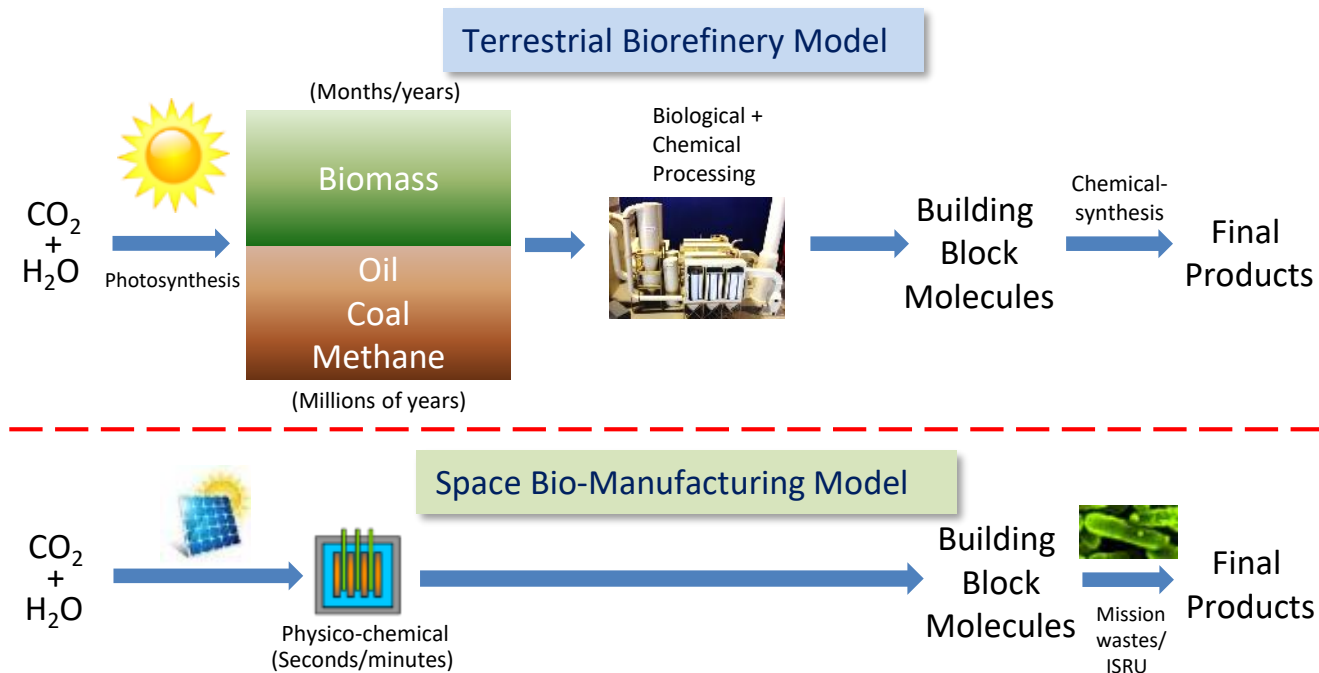 Terrestrial Biorefinery Model
(Months/years)
CO₂
+
H₂O
Photosynthesis
Biomass
Oil
Coal
Methane
(Millions of years)
Biological +
Chemical
Processing
Building
Block
Molecules
Chemical-
synthesis
Final
Products
Space Bio-Manufacturing Model
CO₂
+
H₂O
Physico-chemical
(Seconds/minutes)
Building
Block
Molecules
Mission
wastes/
ISRU
Final
Products